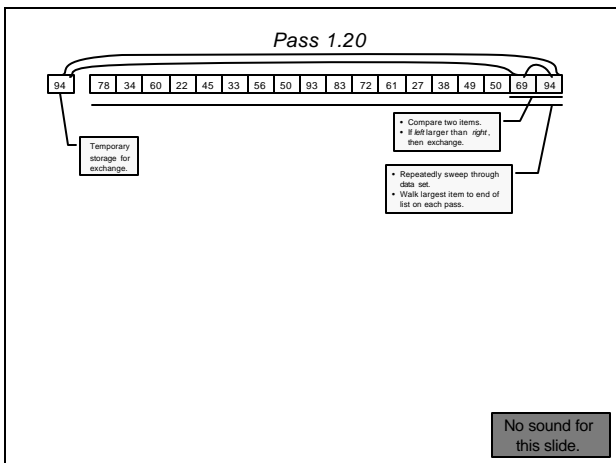 Pass 1.20
94 78 34 60 22 45 33 56 50 93 83 72 61 27 38 49 50 69 94
Temporary
storage for
exchange.
• Compare two items.
• If left larger than right,
then exchange.
• Repeatedly sweep through
data set.
• Walk largest item to end of
list on each pass.
No sound for
this slide.